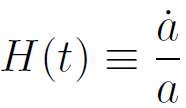 H(t) ≡ ȧ/a